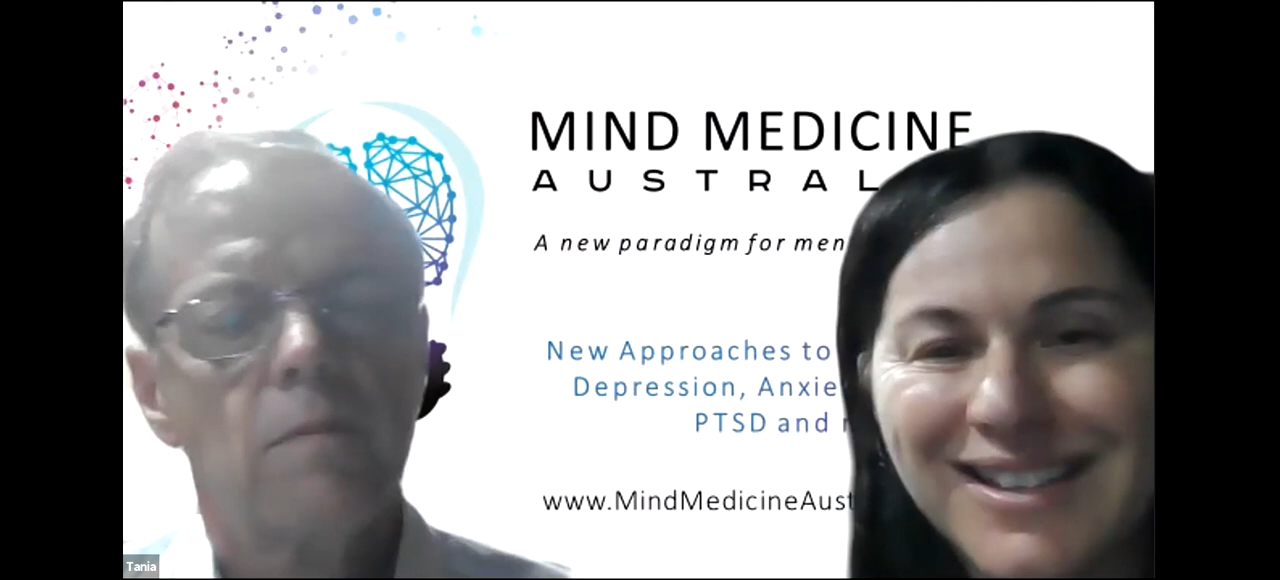 MIND MEDICINE
AUSTRAL
A new paradigm for men
New Approaches to
Depression, Anxie
PTSD and
www.MindMedicineAust
Tania